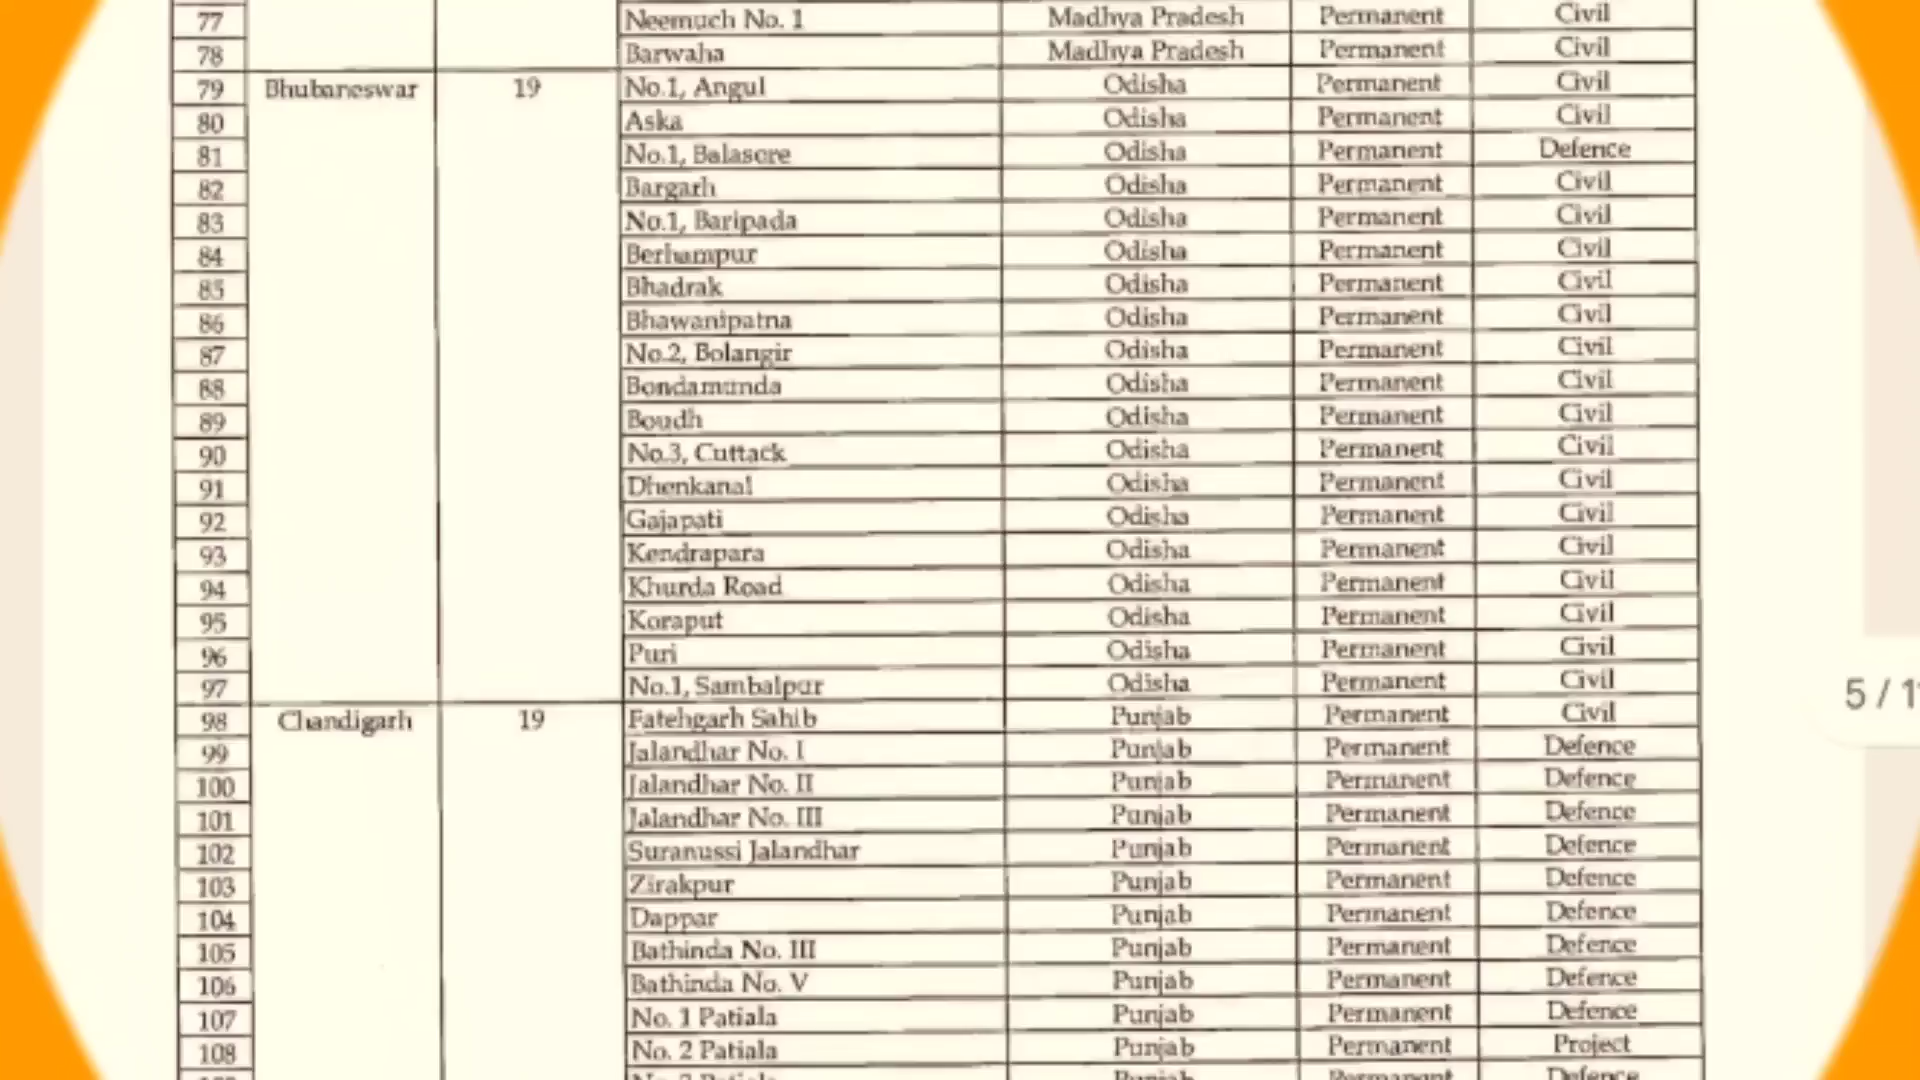 77 Neemuch No. 1 Madhya Pradesh Permanent Civil
78 Barwaha Madhya Pradesh Permanent Civil
79 Bhubaneswar 19 No.1, Angul Odisha Permanent Civil
80 Aska Odisha Permanent Civil
81 No.1, Balasore Odisha Permanent Defence
82 Bargarh Odisha Permanent Civil
83 No.1, Baripada Odisha Permanent Civil
84 Berhampur Odisha Permanent Civil
85 Bhadrak Odisha Permanent Civil
86 Bhawanipatna Odisha Permanent Civil
87 No.2, Bolangir Odisha Permanent Civil
88 Bondamunda Odisha Permanent Civil
89 Boudh Odisha Permanent Civil
90 No.3, Cuttack Odisha Permanent Civil
91 Dhenkanal Odisha Permanent Civil
92 Gajapati Odisha Permanent Civil
93 Kendrapara Odisha Permanent Civil
94 Khurda Road Odisha Permanent Civil
95 Koraput Odisha Permanent Civil
96 Puri Odisha Permanent Civil
97 No.1, Sambalpur Odisha Permanent Civil
98 Chandigarh 19 Fatehgarh Sahib Punjab Permanent Civil
99 Jalandhar No. I Punjab Permanent Defence
100 Jalandhar No. II Punjab Permanent Defence
101 Jalandhar No. III Punjab Permanent Defence
102 Suranussi Jalandhar Punjab Permanent Defence
103 Zirakpur Punjab Permanent Defence
104 Dappar Punjab Permanent Defence
105 Bathinda No. III Punjab Permanent Defence
106 Bathinda No. V Punjab Permanent Defence
107 No. 1 Patiala Punjab Permanent Defence
108 No. 2 Patiala Punjab Permanent Project
Punjab Permanent Defence
5 / 1